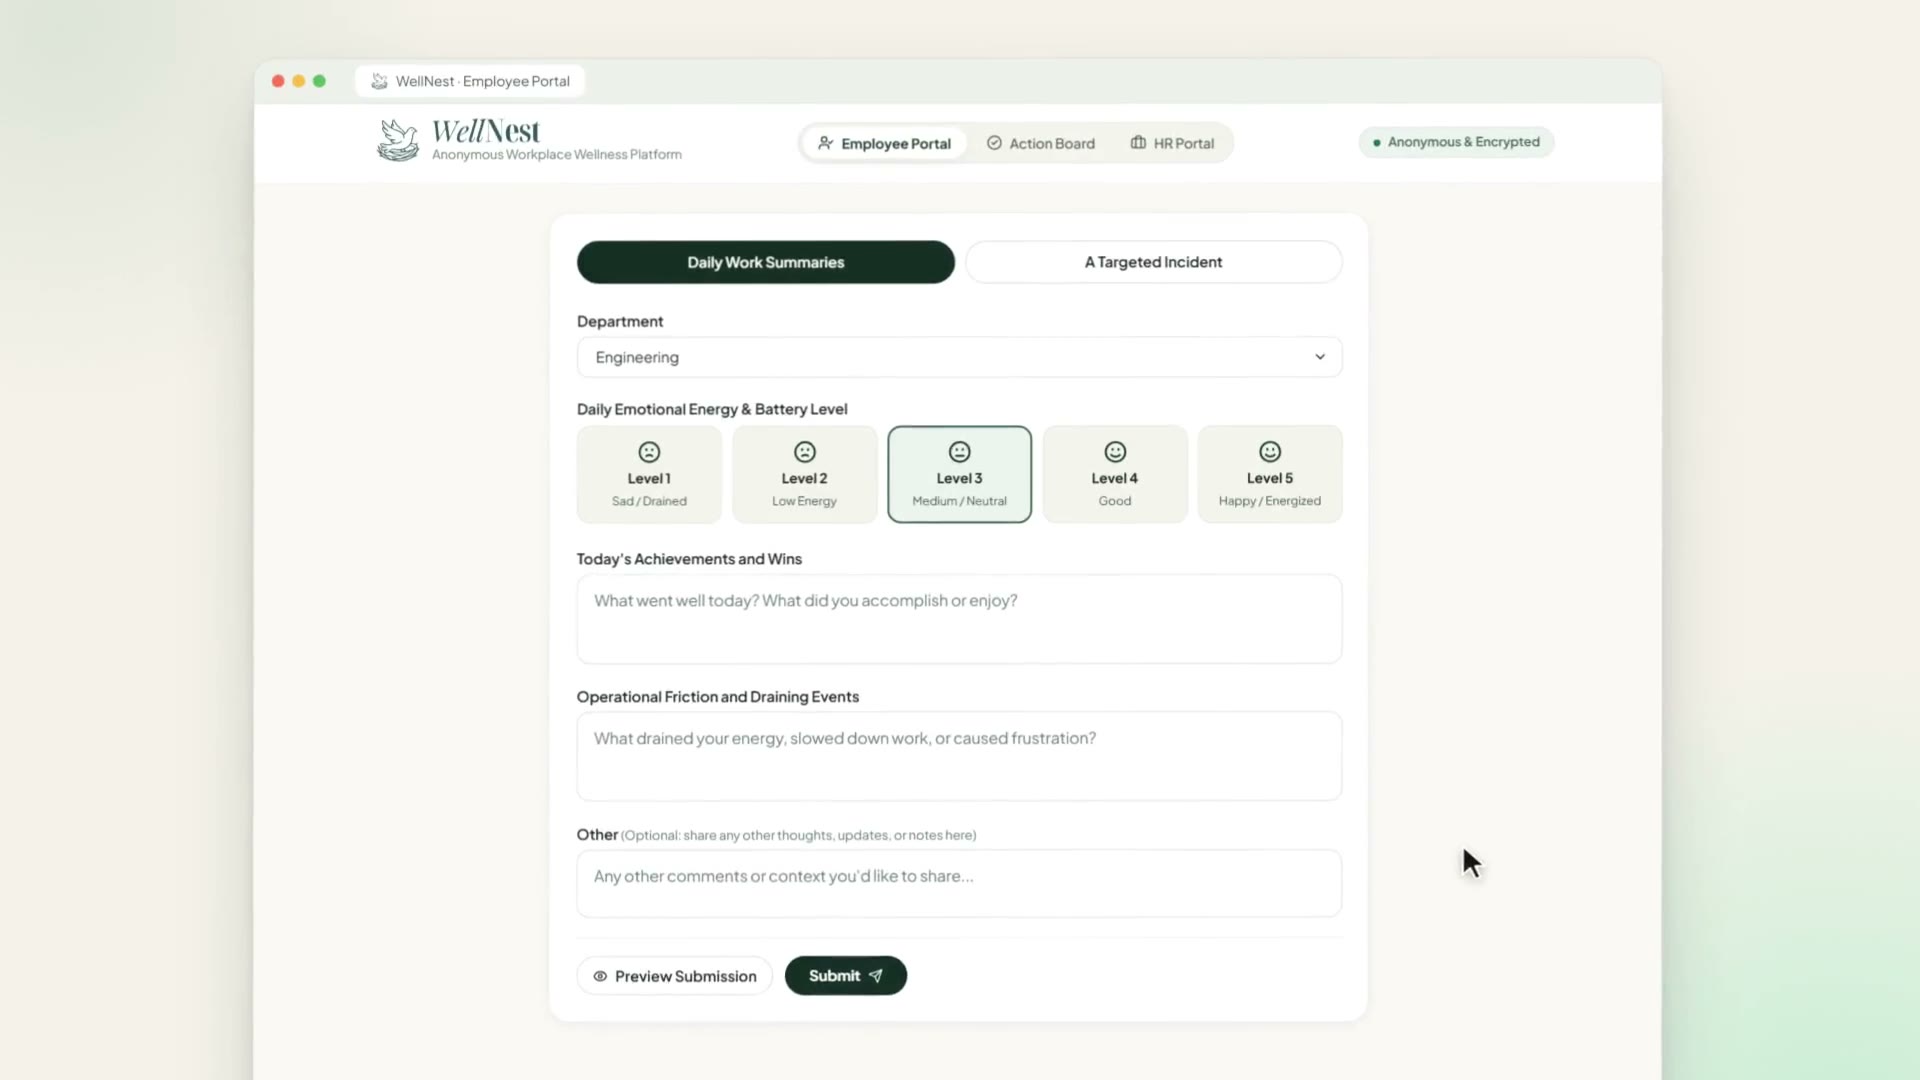 WellNest · Employee Portal
WellNest
Anonymous Workplace Wellness Platform
Employee Portal
Action Board
HR Portal
Anonymous & Encrypted
Daily Work Summaries
A Targeted Incident
Department
Engineering
Daily Emotional Energy & Battery Level
Level 1
Sad / Drained
Level 2
Low Energy
Level 3
Medium / Neutral
Level 4
Good
Level 5
Happy / Energized
Today's Achievements and Wins
What went well today? What did you accomplish or enjoy?
Operational Friction and Draining Events
What drained your energy, slowed down work, or caused frustration?
Other (Optional: share any other thoughts, updates, or notes here)
Any other comments or context you'd like to share...
Preview Submission
Submit